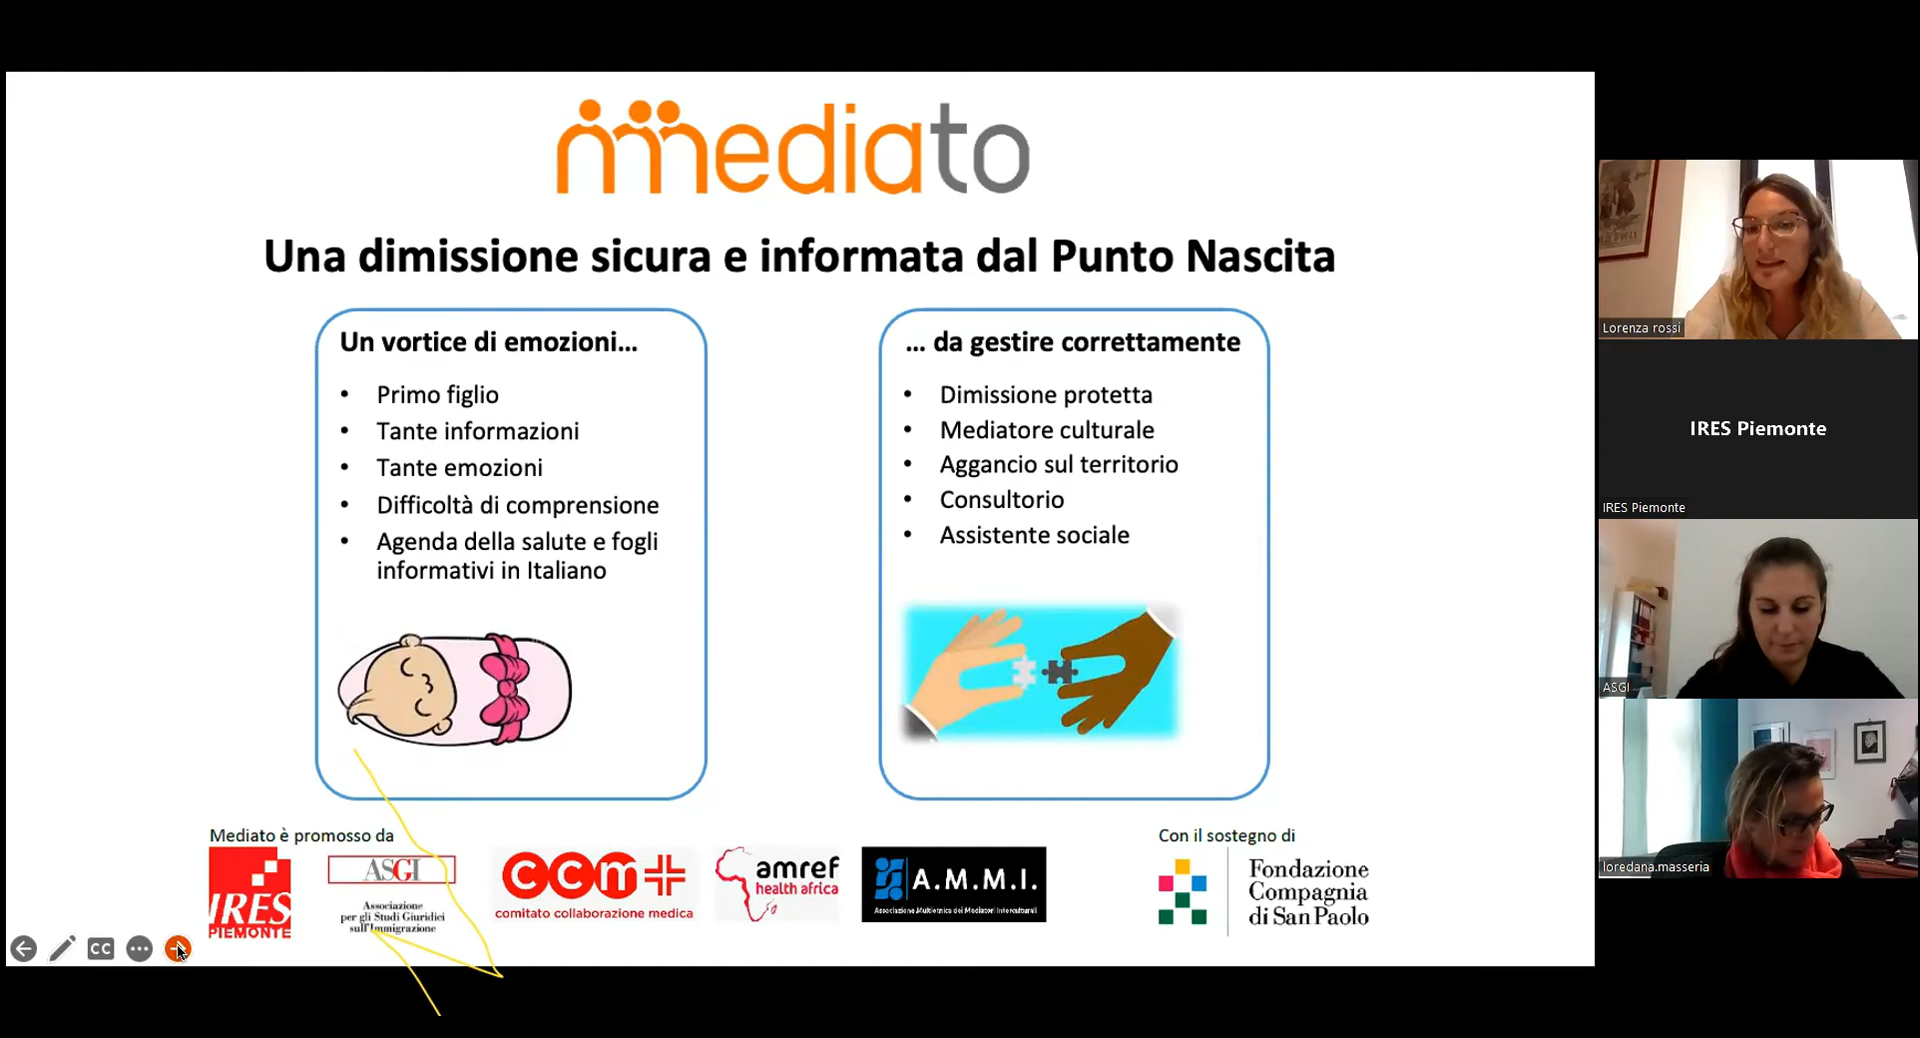 mediato
Una dimissione sicura e informata dal Punto Nascita
Un vortice di emozioni...
• Primo figlio
• Tante informazioni
• Tante emozioni
• Difficoltà di comprensione
• Agenda della salute e fogli
informativi in Italiano
... da gestire correttamente
• Dimissione protetta
• Mediatore culturale
• Aggancio sul territorio
• Consultorio
• Assistente sociale
Mediato è promosso da
IRES
PIEMONTE
ASGI
Associazione
per gli Studi Giuridici
sull'Immigrazione
ccm
comitato collaborazione medica
amref
health africa
A.M.M.I.
Associazione Multietnica dei Mediatori Interculturali
Con il sostegno di
Fondazione
Compagnia
di San Paolo
CC
Lorenza rossi
IRES Piemonte
IRES Piemonte
ASGI
loredana.masseria